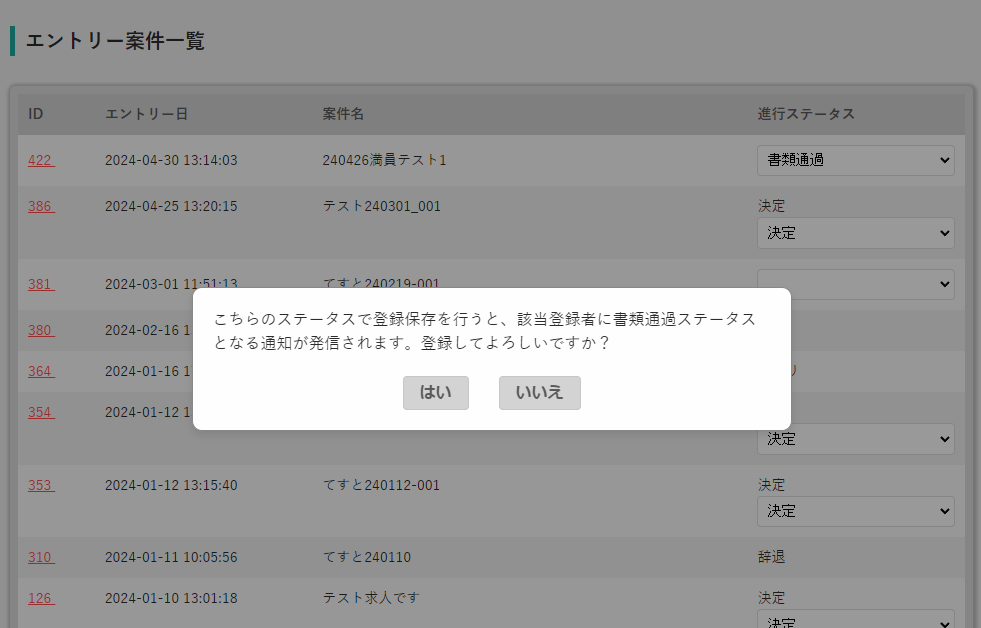 エントリー案件一覧
ID エントリー日 案件名 進行ステータス
422 2024-04-30 13:14:03 240426満員テスト1 書類通過
386 2024-04-25 13:20:15 テスト240301_001 決定
決定
381 2024-03-01 11:51:13 てすと240219-001
こちらのステータスで登録保存を行うと、該当登録者に書類通過ステータス
となる通知が発信されます。登録してよろしいですか？
はい いいえ
380 2024-02-16 1
364 2024-01-16 1 り
354 2024-01-12 1
決定
353 2024-01-12 13:15:40 てすと240112-001 決定
決定
310 2024-01-11 10:05:56 てすと240110 辞退
126 2024-01-10 13:01:18 テスト求人です 決定
決定